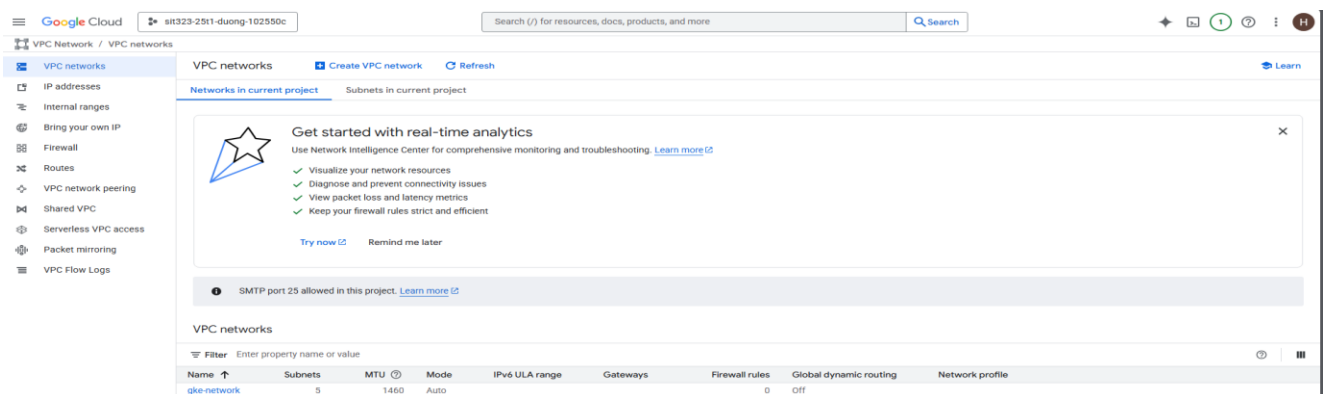 Google Cloud
sit323-25t1-duong-102550c
Search (/) for resources, docs, products, and more
Search
1
H
VPC Network / VPC networks
VPC networks
IP addresses
Internal ranges
Bring your own IP
Firewall
Routes
VPC network peering
Shared VPC
Serverless VPC access
Packet mirroring
VPC Flow Logs
VPC networks
Create VPC network
Refresh
Learn
Networks in current project
Subnets in current project
Get started with real-time analytics
Use Network Intelligence Center for comprehensive monitoring and troubleshooting. Learn more
Visualize your network resources
Diagnose and prevent connectivity issues
View packet loss and latency metrics
Keep your firewall rules strict and efficient
Try now
Remind me later
SMTP port 25 allowed in this project. Learn more
VPC networks
Filter Enter property name or value
Name Subnets MTU Mode IPv6 ULA range Gateways Firewall rules Global dynamic routing Network profile
gke-network 5 1460 Auto 0 Off